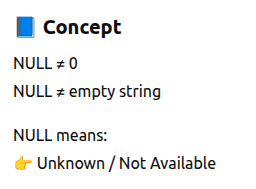 📘 Concept
NULL ≠ 0
NULL ≠ empty string
NULL means:
👉 Unknown / Not Available